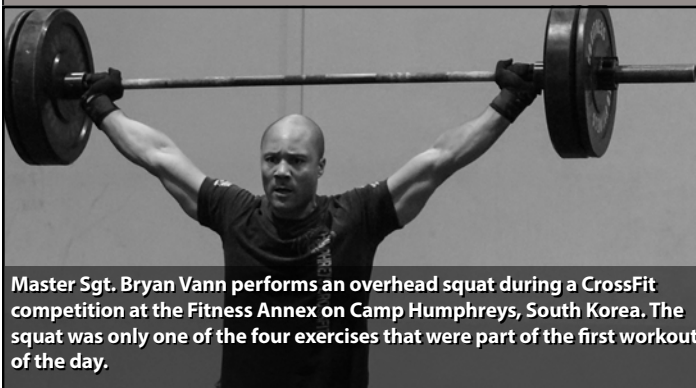 Master Sgt. Bryan Vann performs an overhead squat during a CrossFit
competition at the Fitness Annex on Camp Humphreys, South Korea. The
squat was only one of the four exercises that were part of the first workout
of the day.